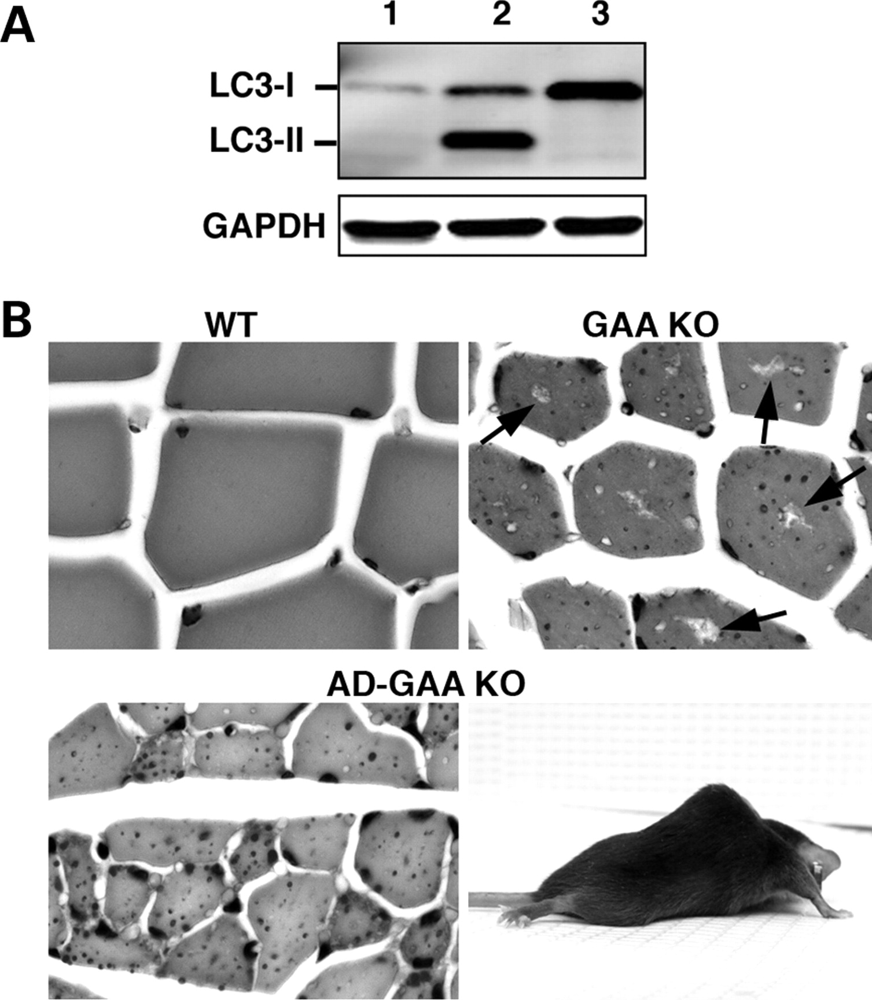 A
1 2 3
LC3-I
LC3-II
GAPDH
B
WT GAA KO
AD-GAA KO